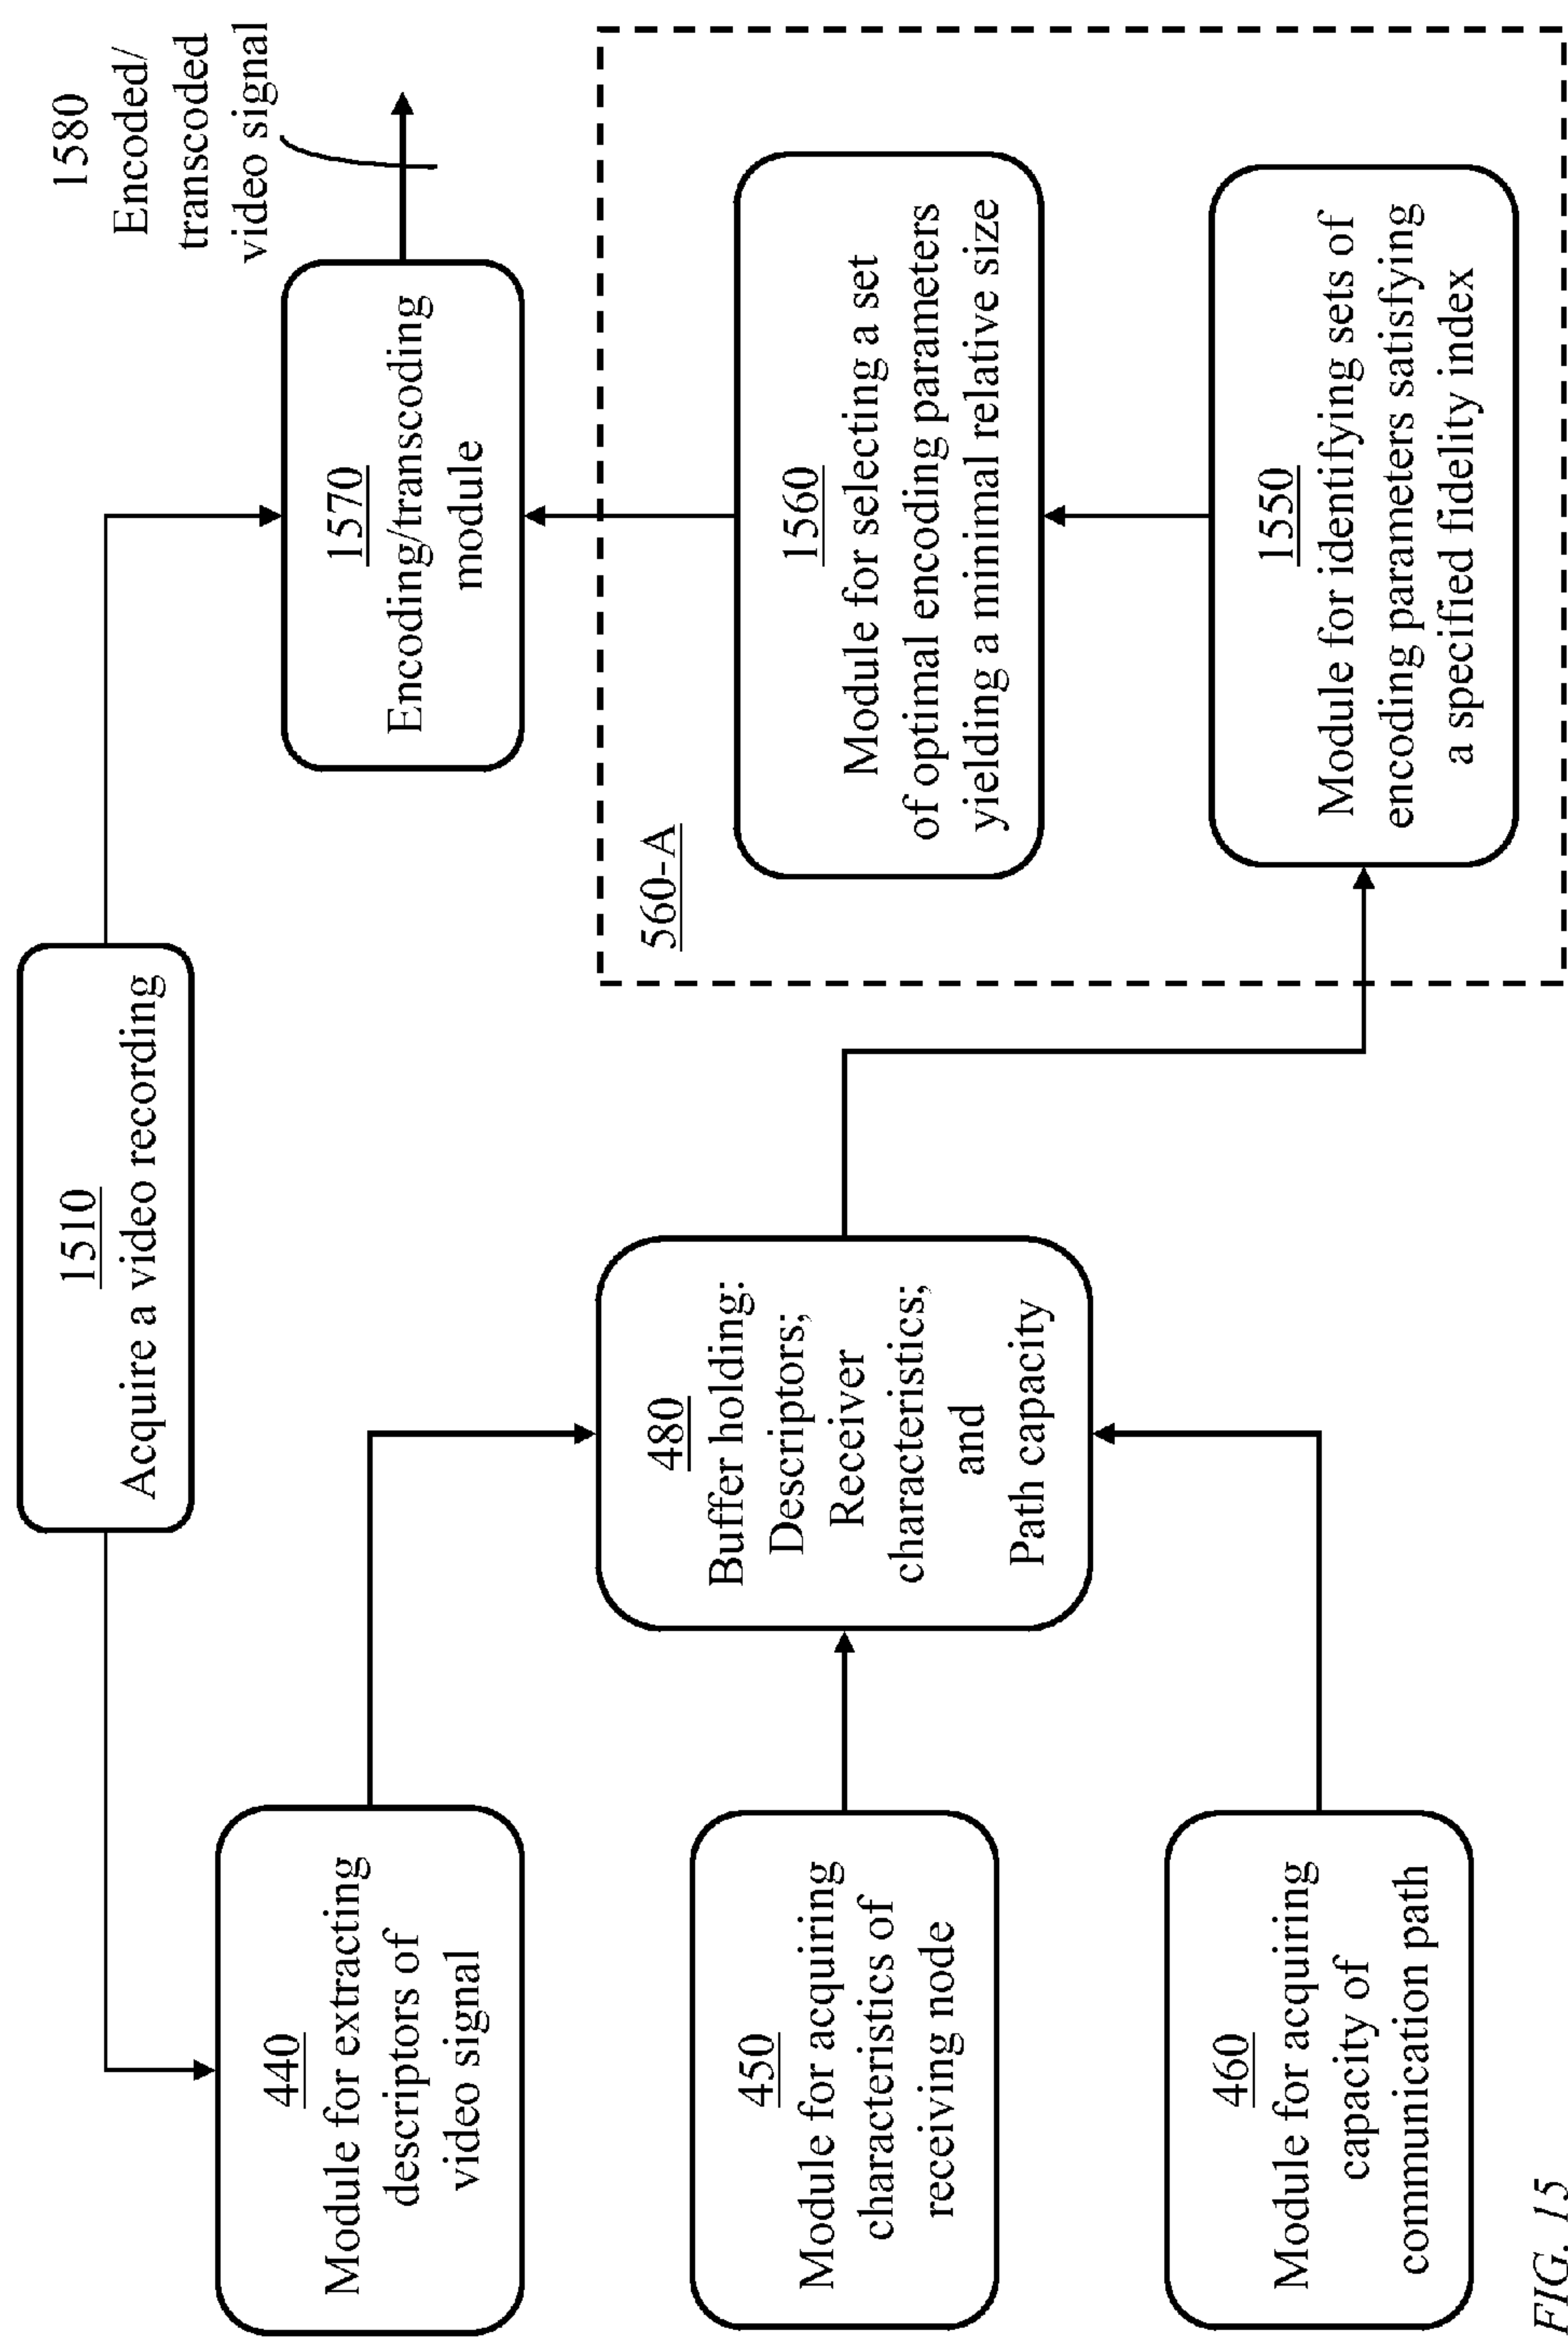 1510
Acquire a video recording
1580
Encoded/
transcoded
video signal
440
Module for extracting
descriptors of
video signal
1570
Encoding/transcoding
module
480
Buffer holding:
Descriptors;
Receiver
characteristics;
and
Path capacity
560-A
450
Module for acquiring
characteristics of
receiving node
1560
Module for selecting a set
of optimal encoding parameters
yielding a minimal relative size
460
Module for acquiring
capacity of
communication path
1550
Module for identifying sets of
encoding parameters satisfying
a specified fidelity index
FIG. 15